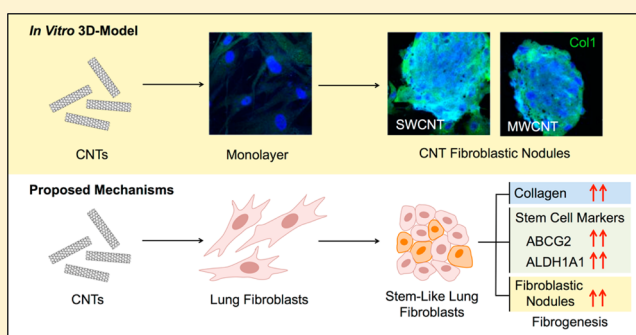 In Vitro 3D-Model
Col1
SWCNT
MWCNT
CNTs
Monolayer
CNT Fibroblastic Nodules
Proposed Mechanisms
Collagen ↑↑
Stem Cell Markers
ABCG2 ↑↑
ALDH1A1 ↑↑
Fibroblastic
Nodules ↑↑
CNTs
Lung Fibroblasts
Stem-Like Lung
Fibroblasts
Fibrogenesis